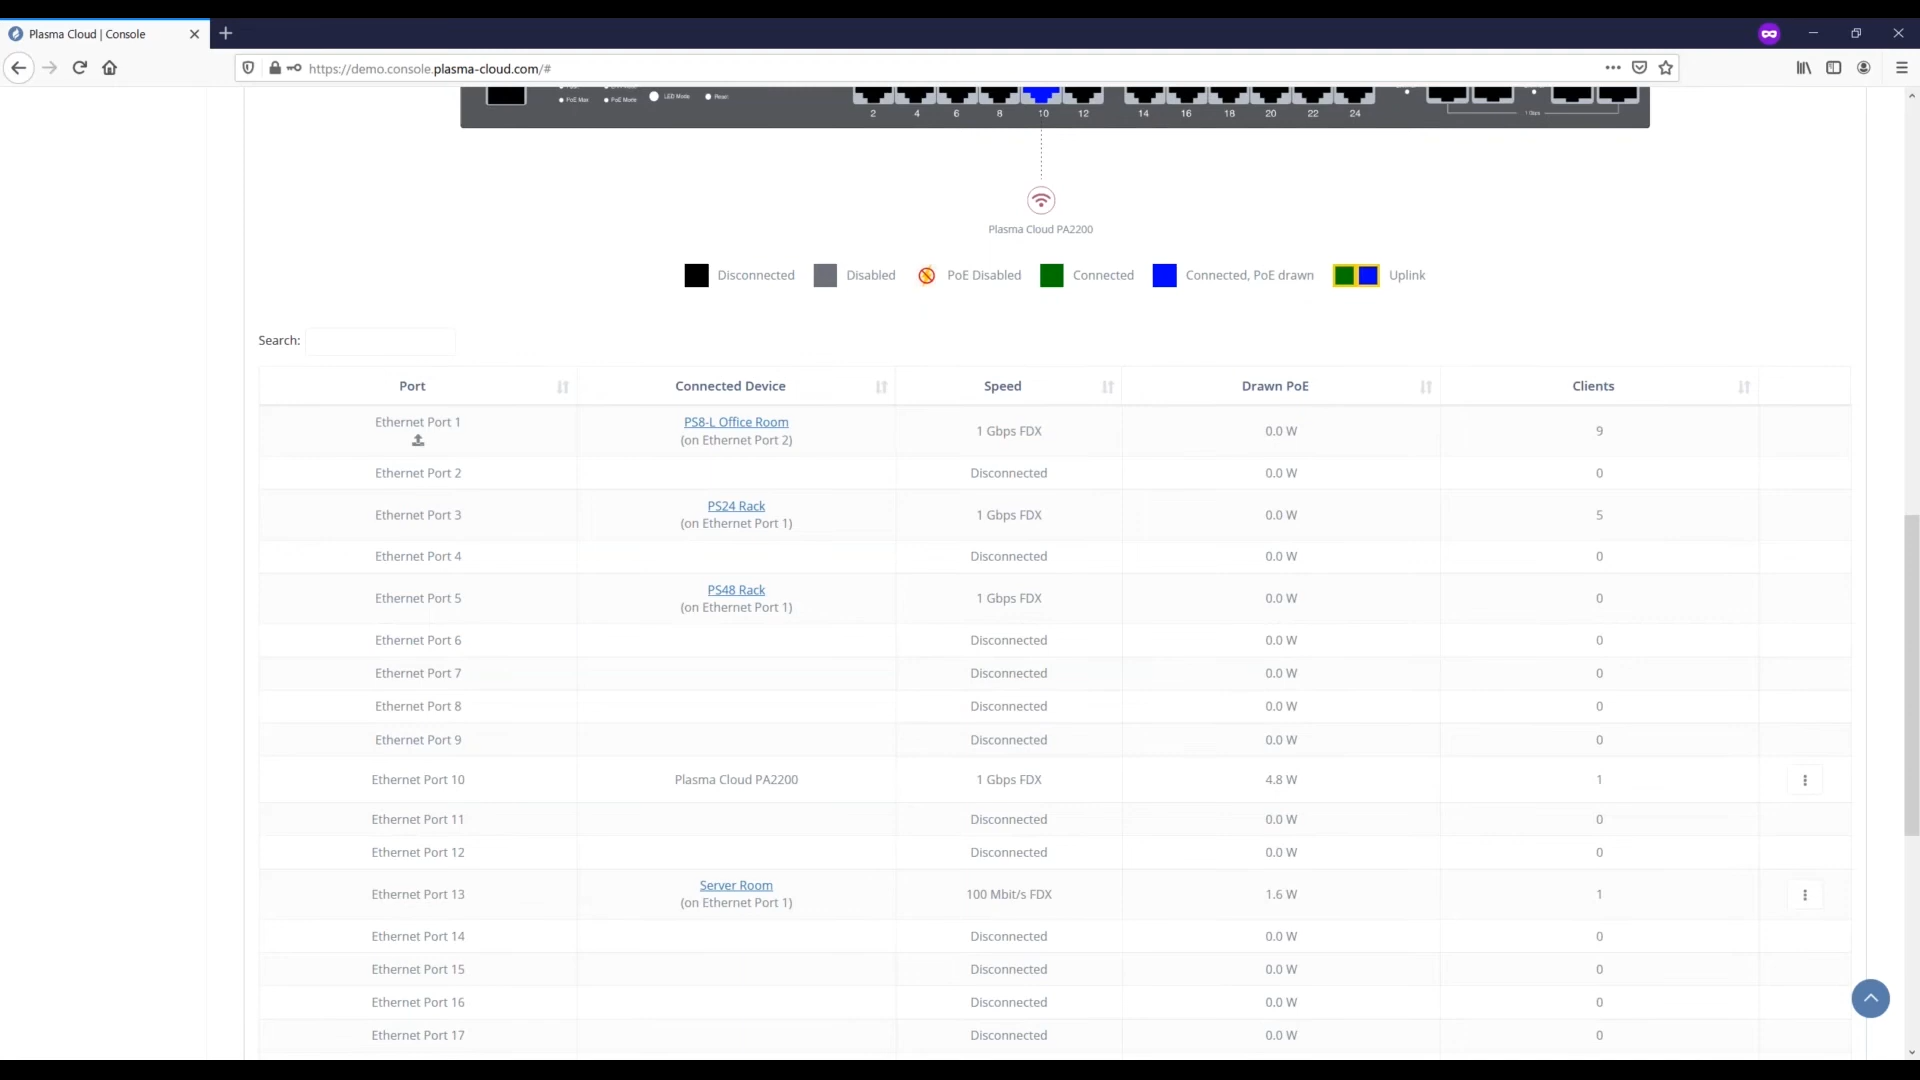 Plasma Cloud | Console
https://demo.console.plasma-cloud.com/#
PoE Max PoE Mode LED Mode Reset
2 4 6 8 10 12 14 16 18 20 22 24
Plasma Cloud PA2200
Disconnected Disabled PoE Disabled Connected Connected, PoE drawn Uplink
Search:
Port Connected Device Speed Drawn PoE Clients
Ethernet Port 1 PS8-L Office Room 1 Gbps FDX 0.0 W 9
(on Ethernet Port 2)
Ethernet Port 2 Disconnected 0.0 W 0
Ethernet Port 3 PS24 Rack 1 Gbps FDX 0.0 W 5
(on Ethernet Port 1)
Ethernet Port 4 Disconnected 0.0 W 0
Ethernet Port 5 PS48 Rack 1 Gbps FDX 0.0 W 0
(on Ethernet Port 1)
Ethernet Port 6 Disconnected 0.0 W 0
Ethernet Port 7 Disconnected 0.0 W 0
Ethernet Port 8 Disconnected 0.0 W 0
Ethernet Port 9 Disconnected 0.0 W 0
Ethernet Port 10 Plasma Cloud PA2200 1 Gbps FDX 4.8 W 1
Ethernet Port 11 Disconnected 0.0 W 0
Ethernet Port 12 Disconnected 0.0 W 0
Ethernet Port 13 Server Room 100 Mbit/s FDX 1.6 W 1
(on Ethernet Port 1)
Ethernet Port 14 Disconnected 0.0 W 0
Ethernet Port 15 Disconnected 0.0 W 0
Ethernet Port 16 Disconnected 0.0 W 0
Ethernet Port 17 Disconnected 0.0 W 0